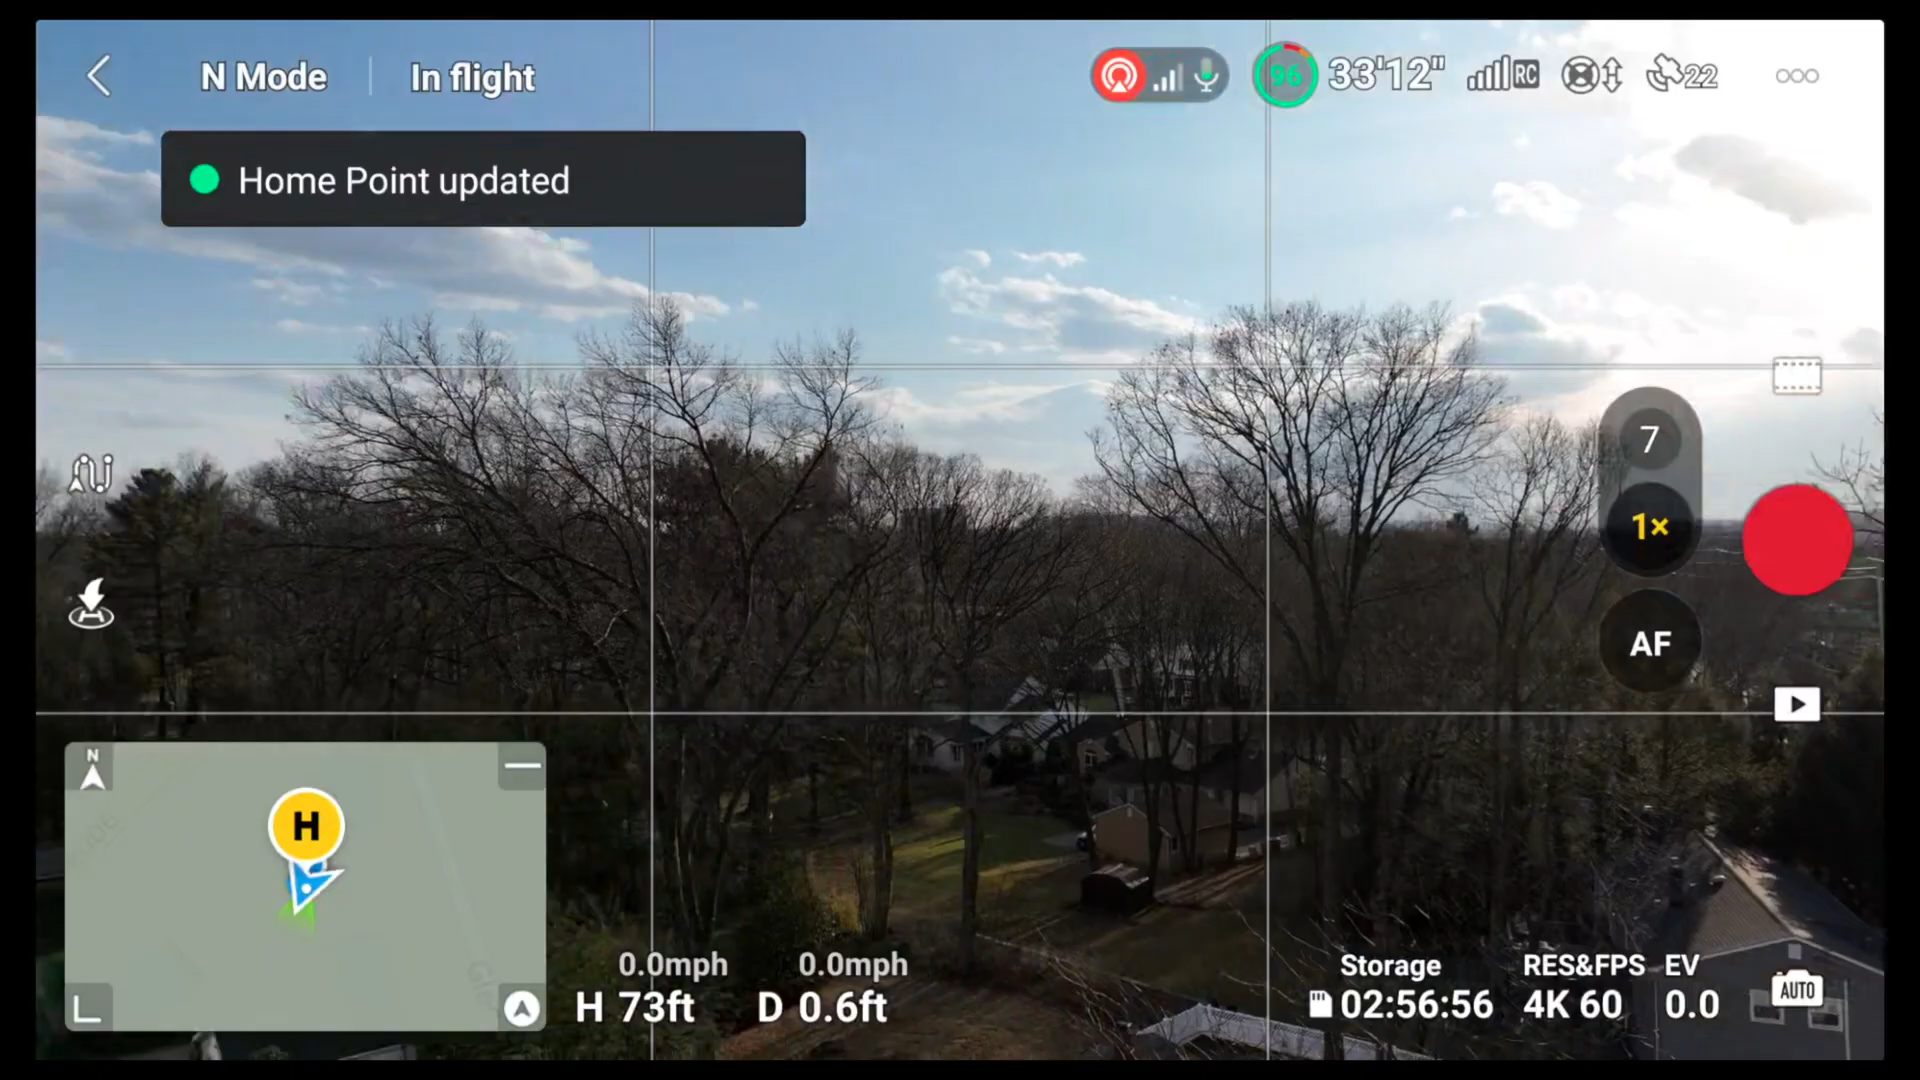 N Mode
In flight
96
33'12"
RC
22
Home Point updated
7
1×
AF
N
H
0.0mph
0.0mph
H 73ft
D 0.6ft
Storage
RES&FPS
EV
02:56:56
4K 60
0.0
AUTO